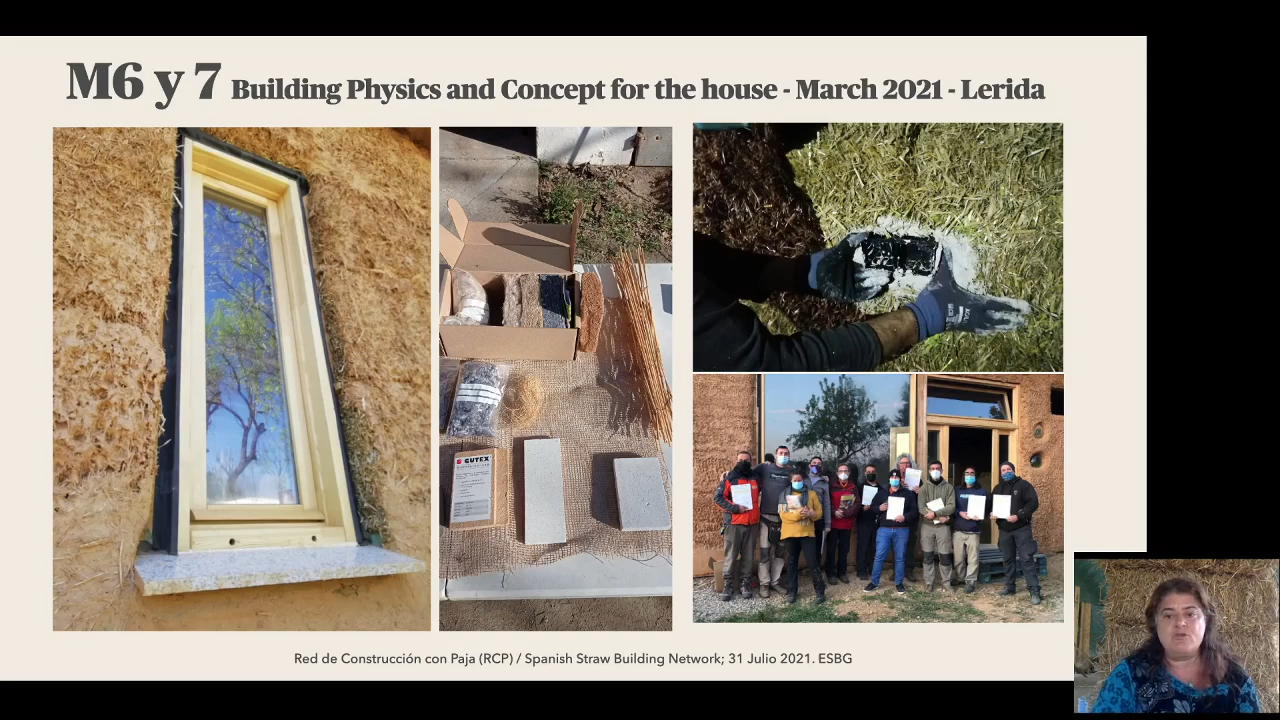 M6 y 7 Building Physics and Concept for the house - March 2021 - Lerida
GUTEX
Red de Construcción con Paja (RCP) / Spanish Straw Building Network; 31 Julio 2021. ESBG